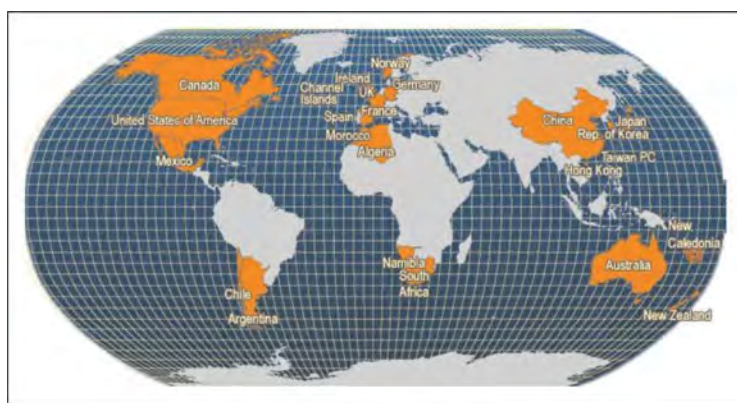 Canada
United States of America
Mexico
Chile
Argentina
Norway
Ireland
Germany
Channel
Islands
UK
France
Spain
Morocco
Algeria
Namibia
South
Africa
China
Japan
Rep. of Korea
Taiwan PC
Hong Kong
New
Caledonia
Australia
New Zealand